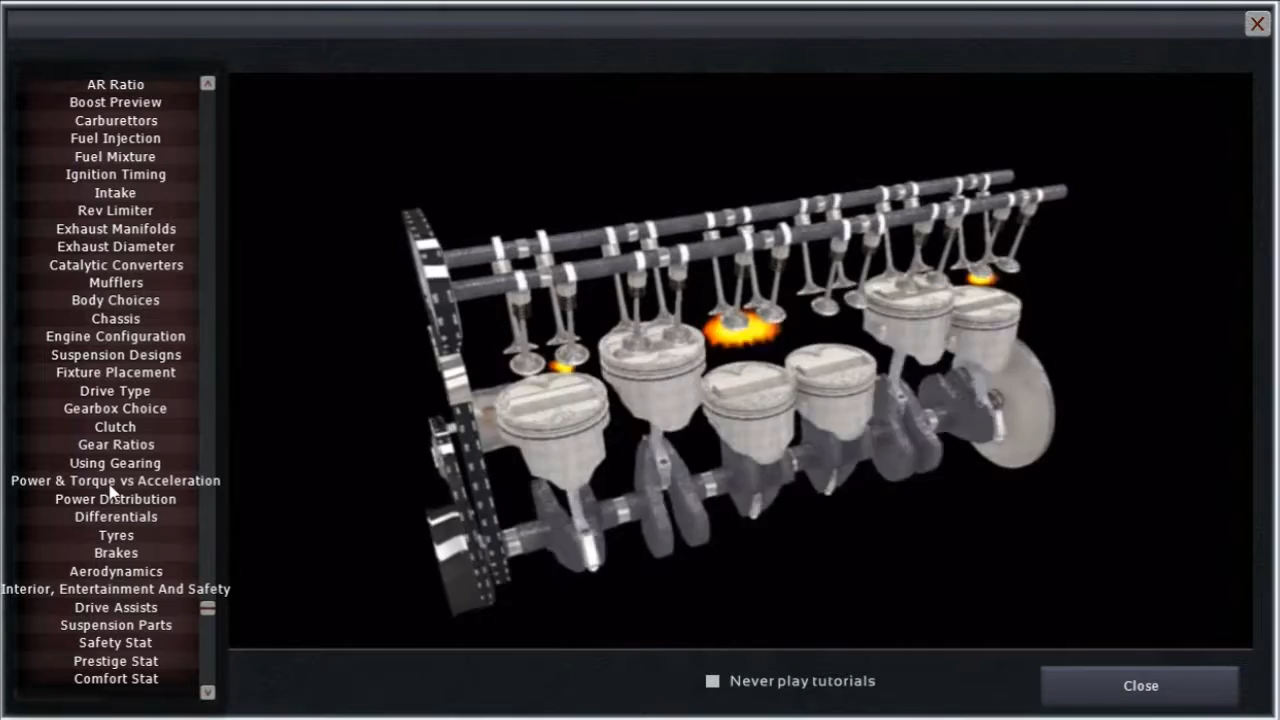 AR Ratio
Boost Preview
Carburettors
Fuel Injection
Fuel Mixture
Ignition Timing
Intake
Rev Limiter
Exhaust Manifolds
Exhaust Diameter
Catalytic Converters
Mufflers
Body Choices
Chassis
Engine Configuration
Suspension Designs
Fixture Placement
Drive Type
Gearbox Choice
Clutch
Gear Ratios
Using Gearing
Power & Torque vs Acceleration
Power Distribution
Differentials
Tyres
Brakes
Aerodynamics
Interior, Entertainment And Safety
Drive Assists
Suspension Parts
Safety Stat
Prestige Stat
Comfort Stat
Never play tutorials
Close